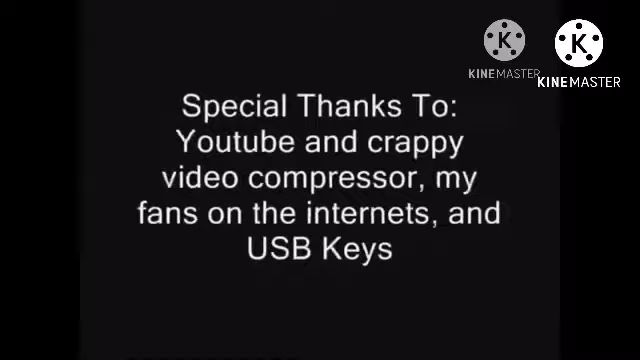 K
KINEMASTER
K
KINEMASTER
Special Thanks To:
Youtube and crappy
video compressor, my
fans on the internets, and
USB Keys